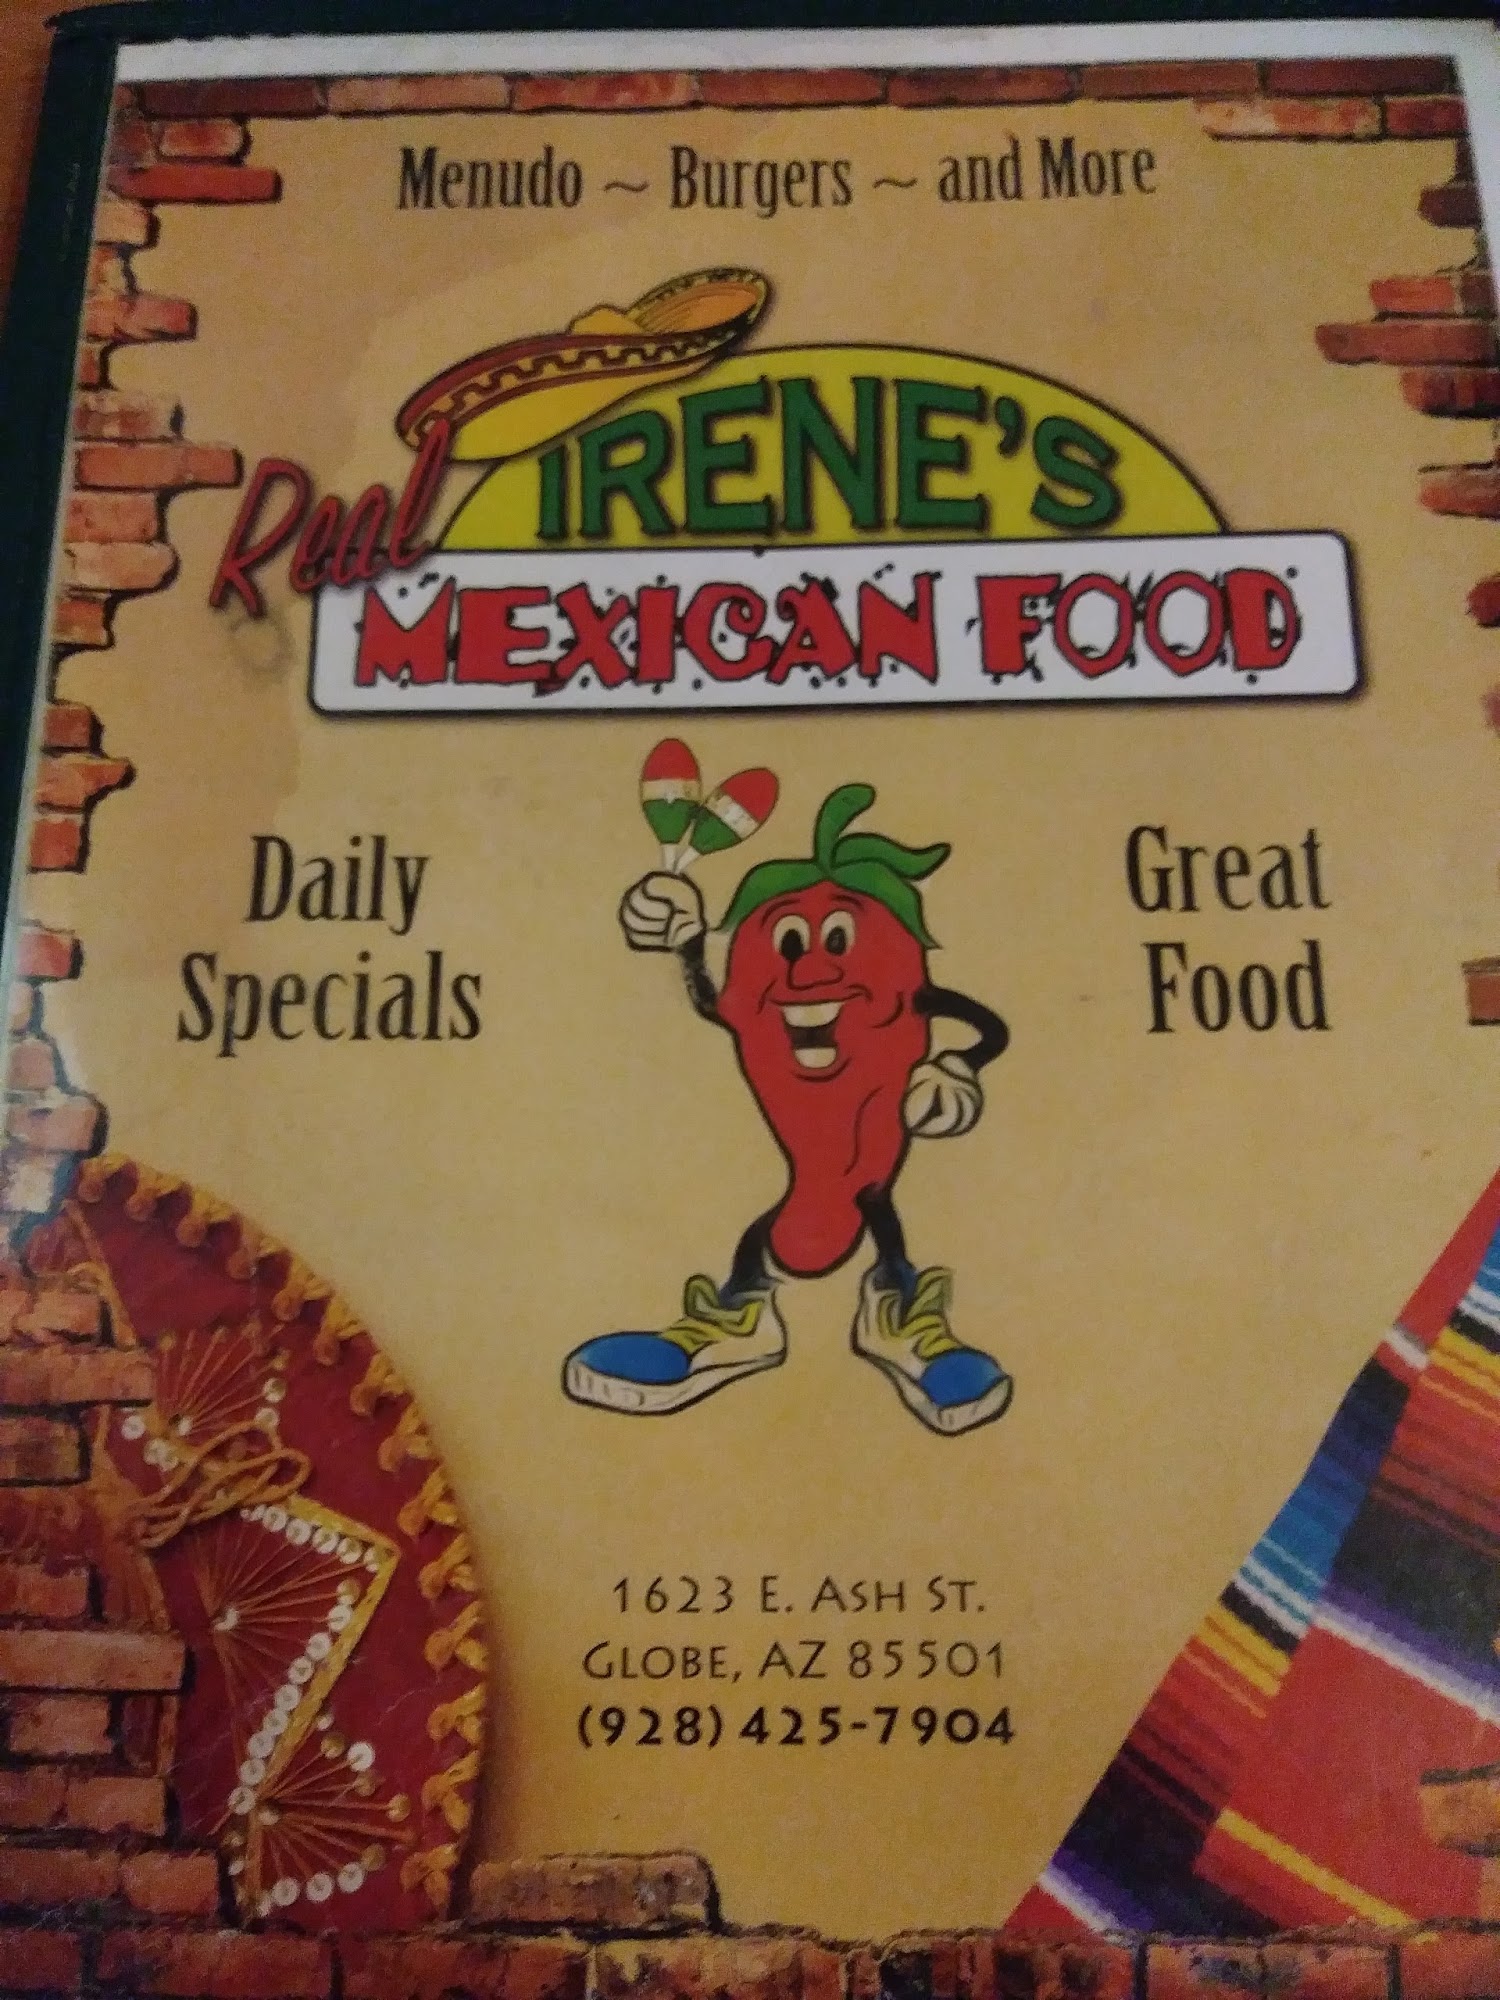 Menudo ~ Burgers ~ and More
IRENE'S
Real
MEXICAN FOOD
Daily
Specials
Great
Food
1623 E. ASH ST.
GLOBE, AZ 85501
(928) 425-7904